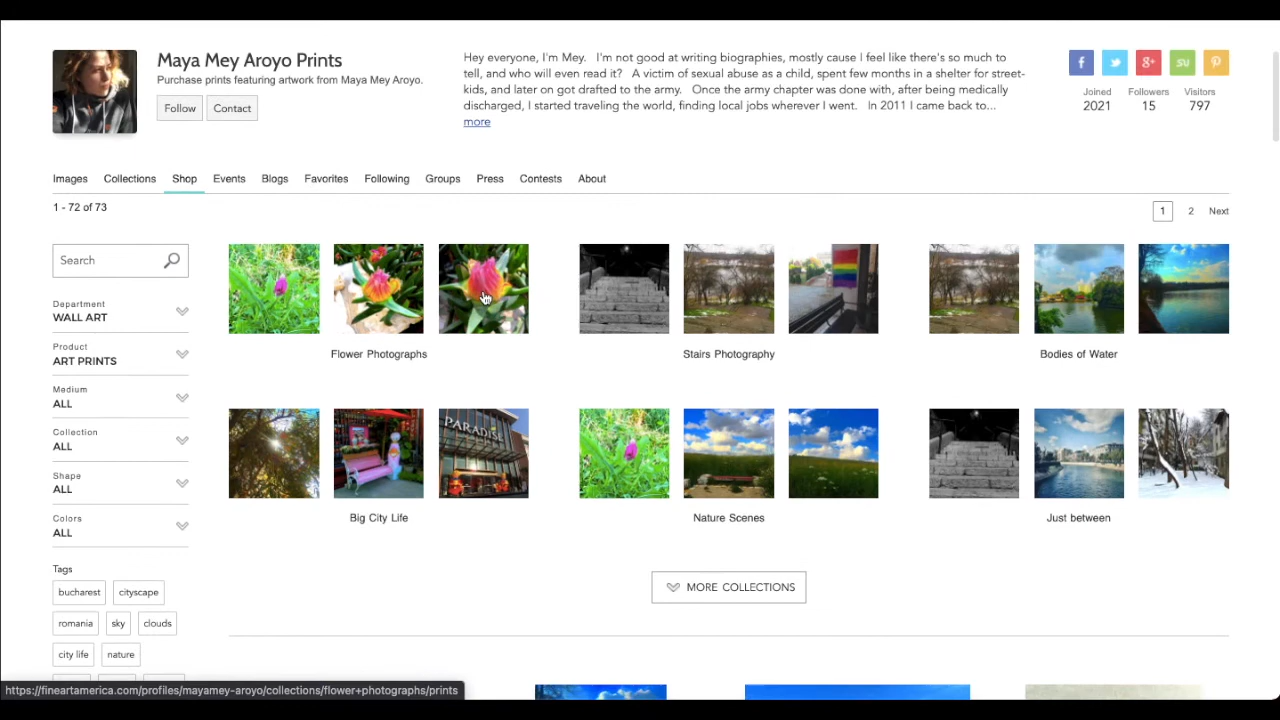 Maya Mey Aroyo Prints
Purchase prints featuring artwork from Maya Mey Aroyo.
Follow
Contact
Hey everyone, I'm Mey. I'm not good at writing biographies, mostly cause I feel like there's so much to
tell, and who will even read it? A victim of sexual abuse as a child, spent few months in a shelter for street-
kids, and later on got drafted to the army. Once the army chapter was done with, after being medically
discharged, I started traveling the world, finding local jobs wherever I went. In 2011 I came back to...
more
Joined
2021
Followers
15
Visitors
797
Images Collections Shop Events Blogs Favorites Following Groups Press Contests About
1 - 72 of 73
1 2 Next
Search
Department
WALL ART
Product
ART PRINTS
Medium
ALL
Collection
ALL
Shape
ALL
Colors
ALL
Tags
bucharest cityscape
romania sky clouds
city life nature
Flower Photographs
Stairs Photography
Bodies of Water
PARADISE
Big City Life
Nature Scenes
Just between
MORE COLLECTIONS
https://fineartamerica.com/profiles/mayamey-aroyo/collections/flower+photographs/prints